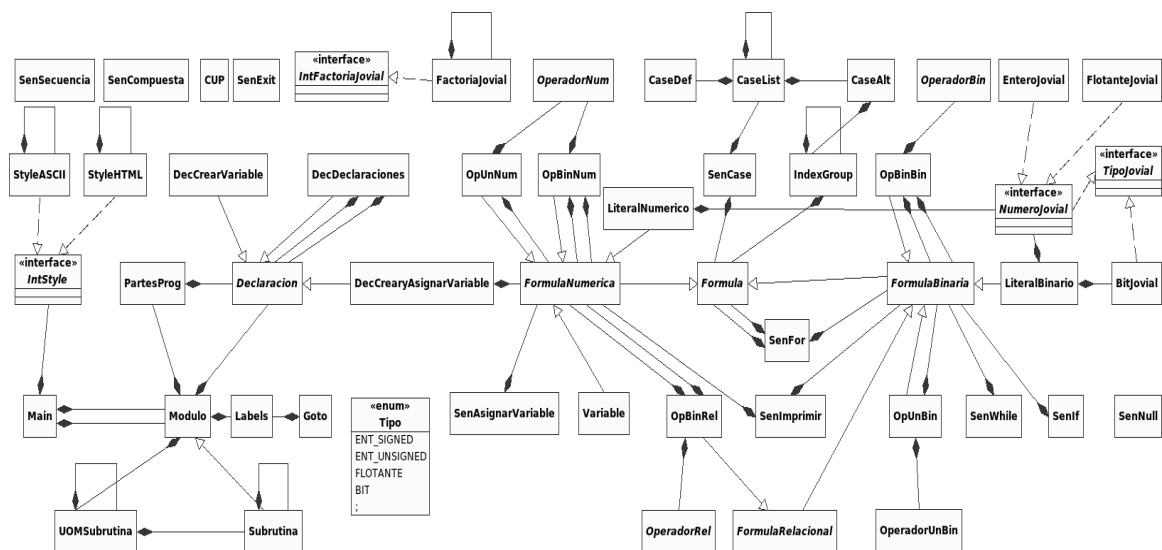 «interface»
IntFactoriaJovial
SenSecuencia
SenCompuesta
CUP
SenExit
FactoriaJovial
OperadorNum
CaseDef
CaseList
CaseAlt
OperadorBin
EnteroJovial
FlotanteJovial
StyleASCII
StyleHTML
DecCrearVariable
DecDeclaraciones
OpUnNum
OpBinNum
SenCase
IndexGroup
OpBinBin
«interface»
TipoJovial
LiteralNumerico
«interface»
NumeroJovial
«interface»
IntStyle
PartesProg
Declaracion
DecCrearyAsignarVariable
FormulaNumerica
Formula
FormulaBinaria
LiteralBinario
BitJovial
SenFor
Main
Modulo
Labels
Goto
«enum»
Tipo
ENT_SIGNED
ENT_UNSIGNED
FLOTANTE
BIT
;
SenAsignarVariable
Variable
OpBinRel
SenImprimir
OpUnBin
SenWhile
SenIf
SenNull
UOMSubrutina
Subrutina
OperadorRel
FormulaRelacional
OperadorUnBin